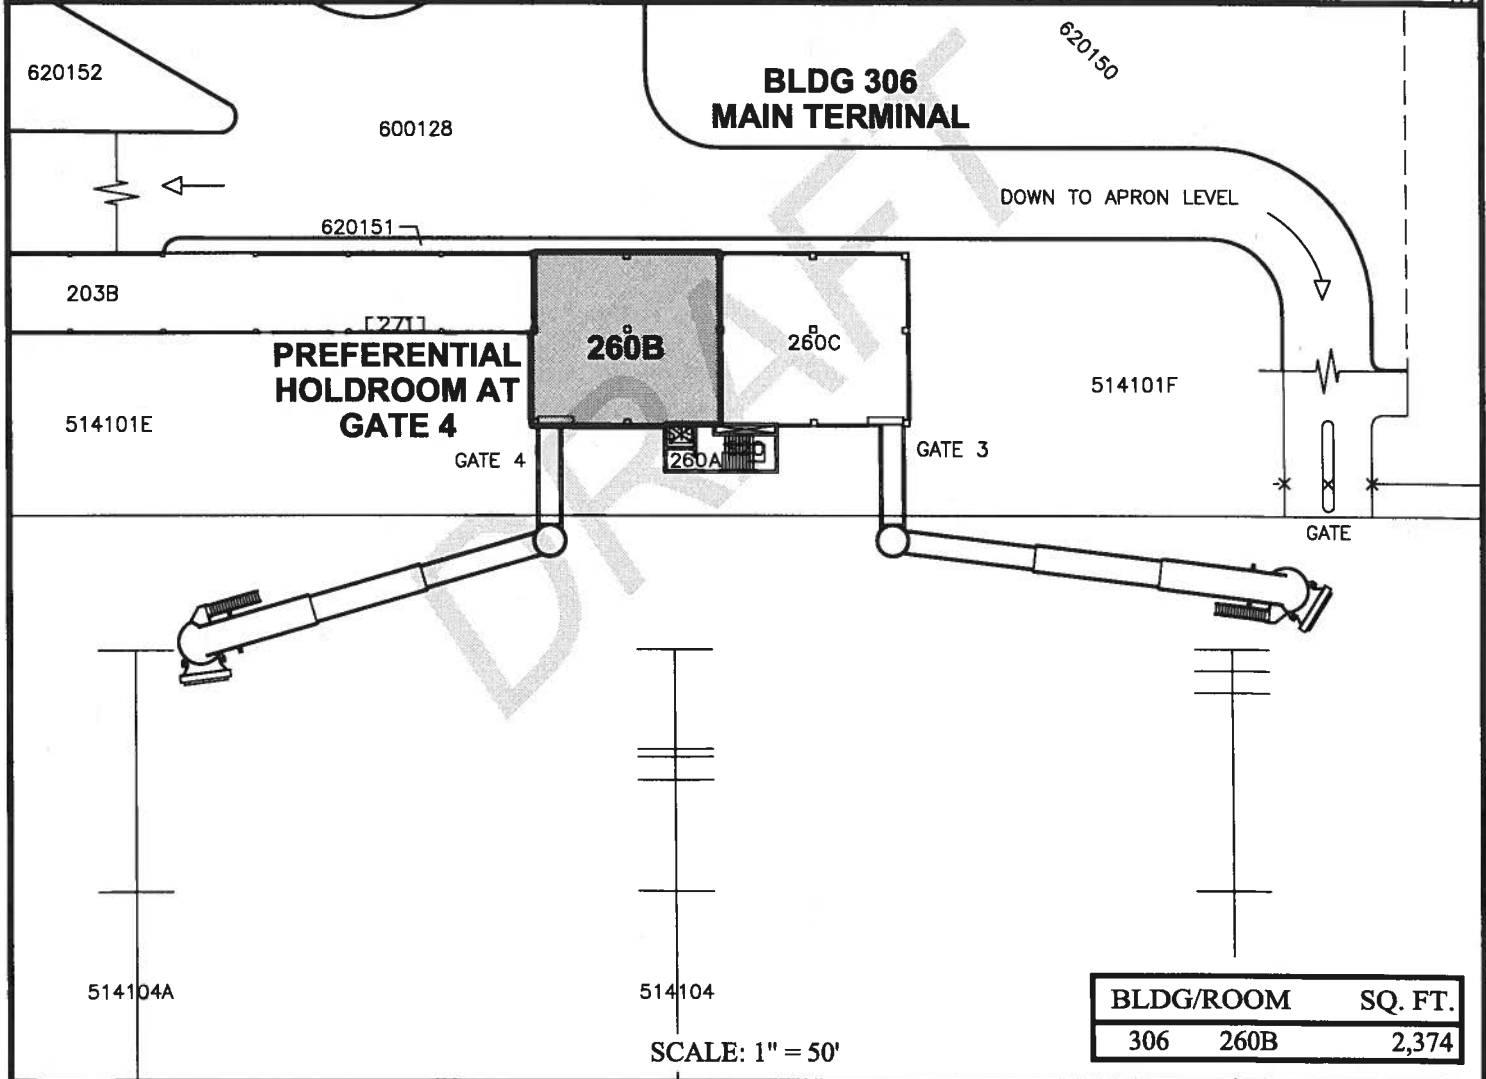 620152
600128
BLDG 306
MAIN TERMINAL
620150
DOWN TO APRON LEVEL
620151
203B
271
260B
260C
PREFERENTIAL
HOLDROOM AT
GATE 4
514101E
514101F
GATE 4
260A
GATE 3
GATE
DRAFT
514104A
514104
BLDG/ROOM SQ. FT.
306 260B 2,374
SCALE: 1" = 50'